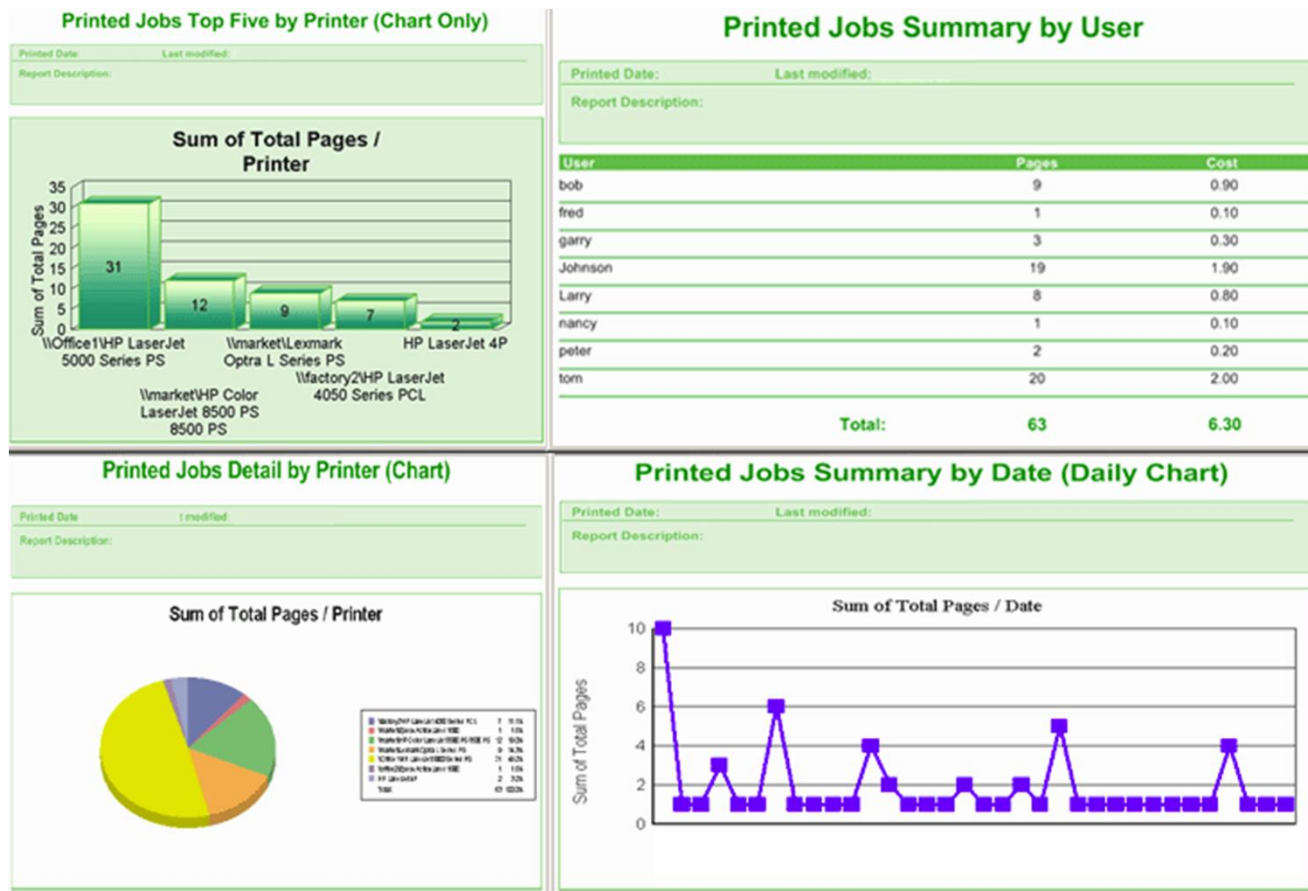 Printed Jobs Top Five by Printer (Chart Only)
Printed Date: Last modified:
Report Description:
Sum of Total Pages /
Printer
Sum of Total Pages
35
30
25
20
15
10
5
0
31
12
9
7
2
\\Office1\HP LaserJet
5000 Series PS
\\market\HP Color
LaserJet 8500 PS
8500 PS
\\market\Lexmark
Optra L Series PS
\\factory2\HP LaserJet
4050 Series PCL
HP LaserJet 4P
Printed Jobs Summary by User
Printed Date: Last modified:
Report Description:
User Pages Cost
bob 9 0.90
fred 1 0.10
garry 3 0.30
Johnson 19 1.90
Larry 8 0.80
nancy 1 0.10
peter 2 0.20
tom 20 2.00
Total: 63 6.30
Printed Jobs Detail by Printer (Chart)
Printed Date t modified:
Report Description:
Sum of Total Pages / Printer
Printed Jobs Summary by Date (Daily Chart)
Printed Date: Last modified:
Report Description:
Sum of Total Pages / Date
Sum of Total Pages
10
8
6
4
2
0